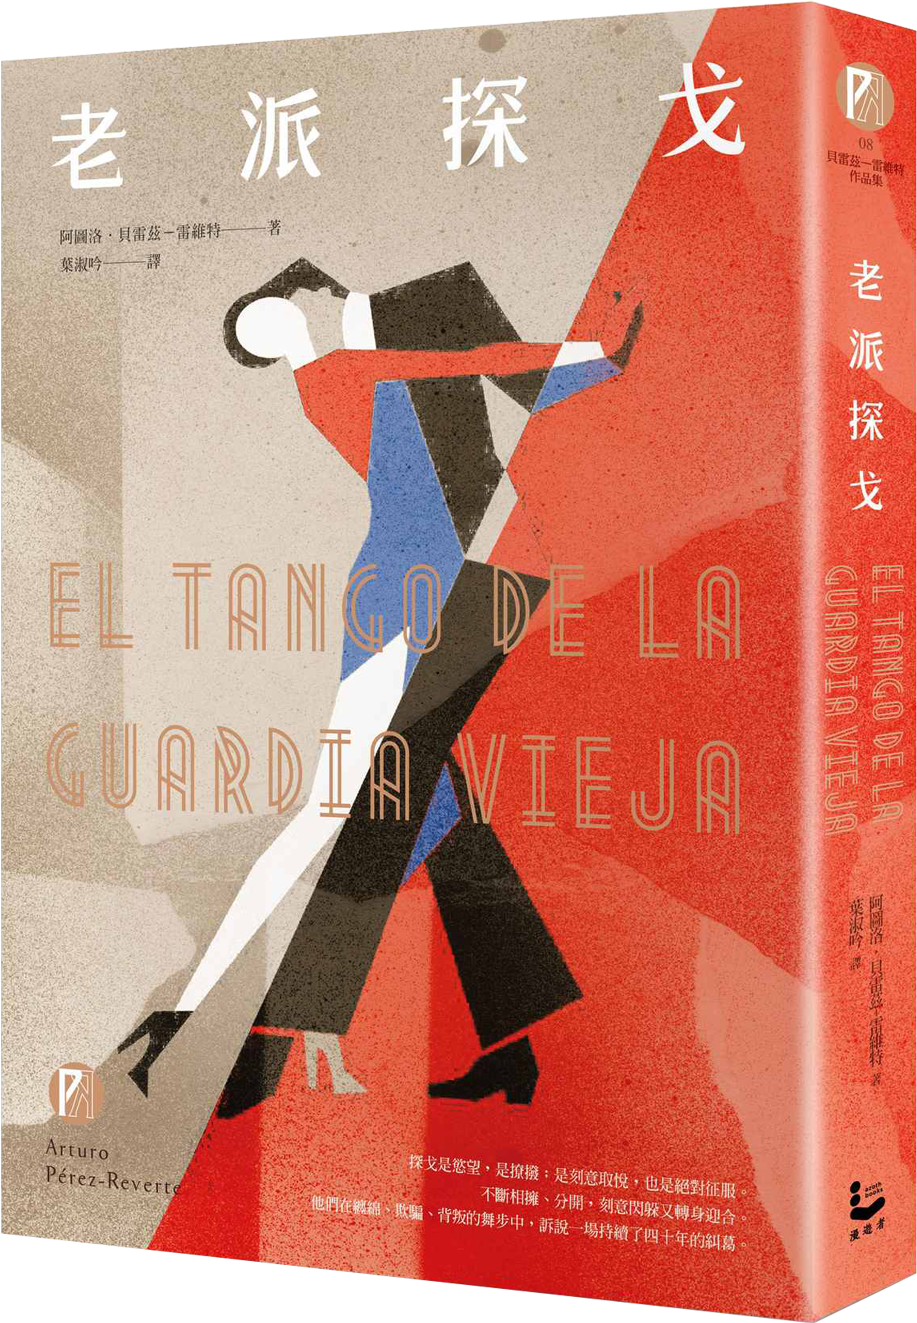 老派探戈
阿圖洛．貝雷茲－雷維特——著
葉淑吟——譯
EL TANGO DE LA
GUARDIA VIEJA
PR
Arturo
Pérez-Reverte
探戈是慾望，是撩撥；是刻意取悅，也是絕對征服。
不斷相擁、分開，刻意閃躲又轉身迎合。
他們在纏綿、欺騙、背叛的舞步中，訴說一場持續了四十年的糾葛。
PR
08
貝雷茲－雷維特
作品集
老派探戈
EL TANGO DE LA
GUARDIA VIEJA
阿圖洛．貝雷茲－雷維特 著
葉淑吟 譯
azoth
books
漫遊者